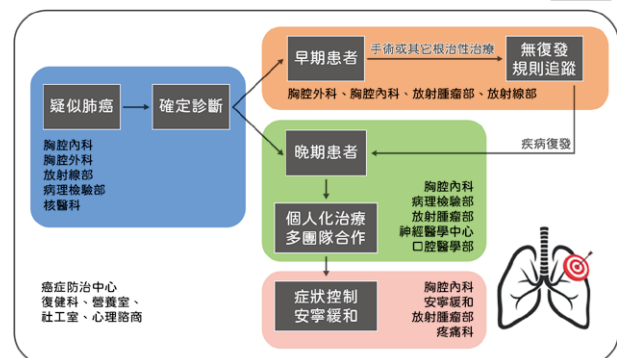 早期患者
手術或其它根治性治療
無復發
規則追蹤
胸腔外科、胸腔內科、放射腫瘤部、放射線部
疑似肺癌
確定診斷
胸腔內科
胸腔外科
放射線部
病理檢驗部
核醫科
疾病復發
晚期患者
胸腔內科
病理檢驗部
放射腫瘤部
神經醫學中心
口腔醫學部
個人化治療
多團隊合作
症狀控制
安寧緩和
胸腔內科
安寧緩和
放射腫瘤部
疼痛科
癌症防治中心
復健科、營養室、
社工室、心理諮商